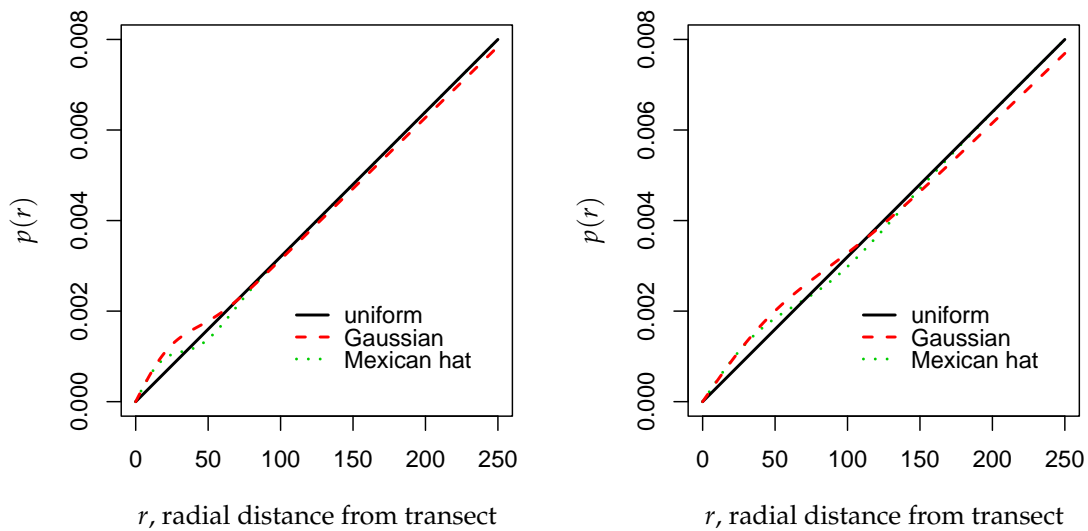 0.008
0.006
0.004
0.002
0.000
p(r)
uniform
Gaussian
Mexican hat
0 50 100 150 200 250
r, radial distance from transect
0.008
0.006
0.004
0.002
0.000
p(r)
uniform
Gaussian
Mexican hat
0 50 100 150 200 250
r, radial distance from transect